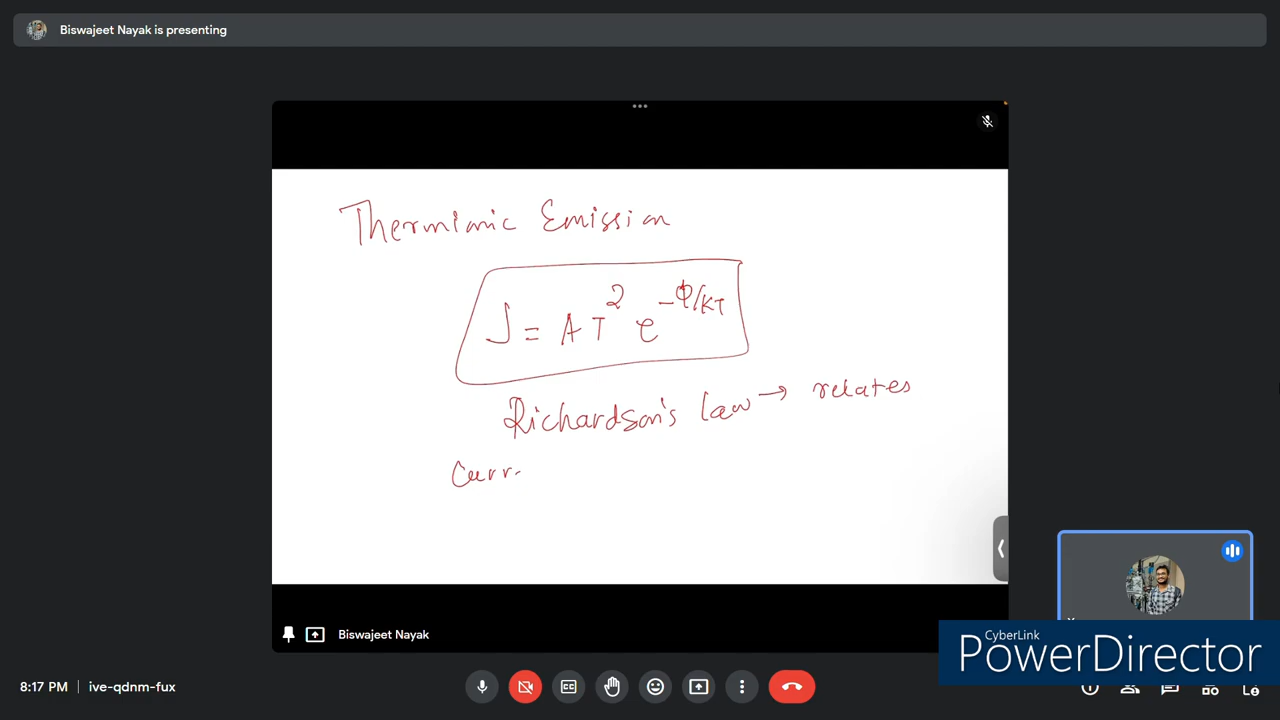 Biswajeet Nayak is presenting
Thermionic Emission
J = AT² e^-Φ/KT
Richardson's law → relates
Curr
Biswajeet Nayak
CyberLink
PowerDirector
8:17 PM | ive-qdnm-fux